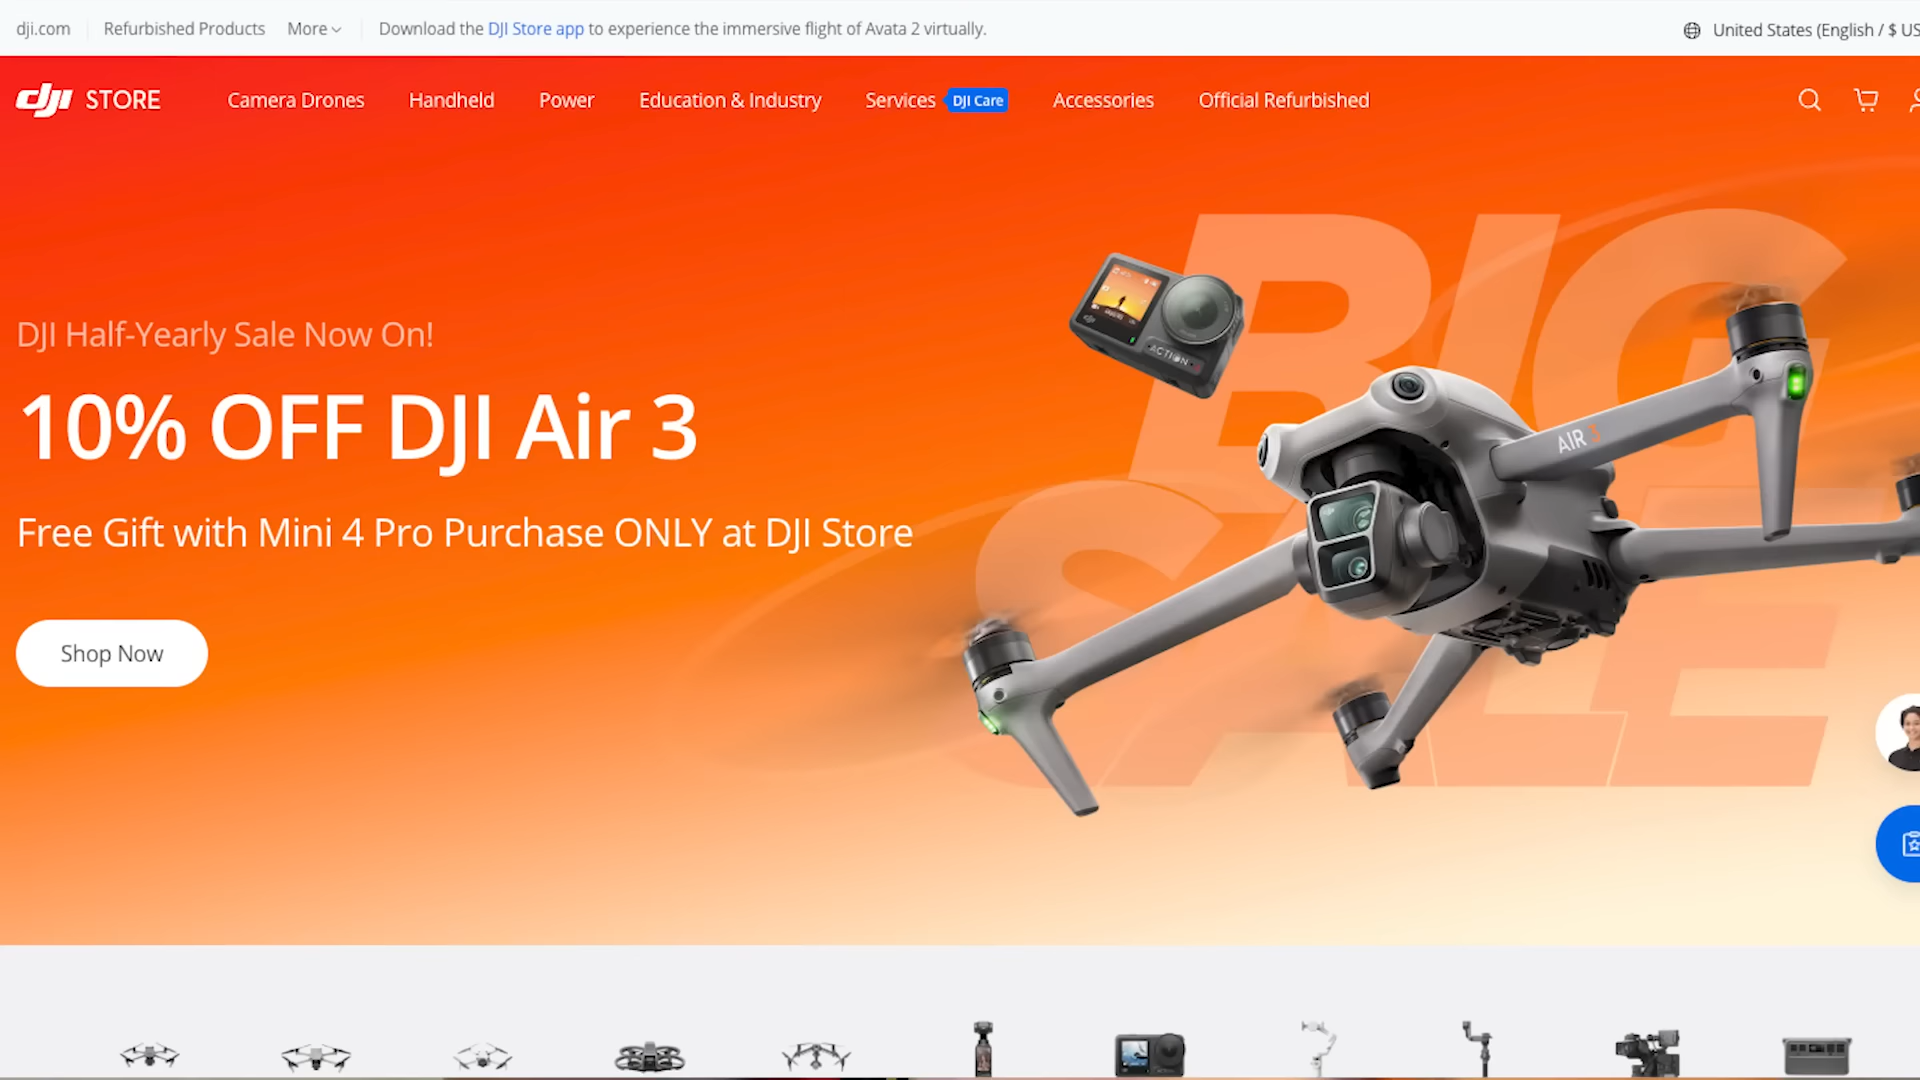 dji.com
Refurbished Products
More
Download the DJI Store app to experience the immersive flight of Avata 2 virtually.
United States (English / $ US
dji STORE
Camera Drones
Handheld
Power
Education & Industry
Services
DJI Care
Accessories
Official Refurbished
BIG
SALE
ACTION
AIR 3
DJI Half-Yearly Sale Now On!
10% OFF DJI Air 3
Free Gift with Mini 4 Pro Purchase ONLY at DJI Store
Shop Now